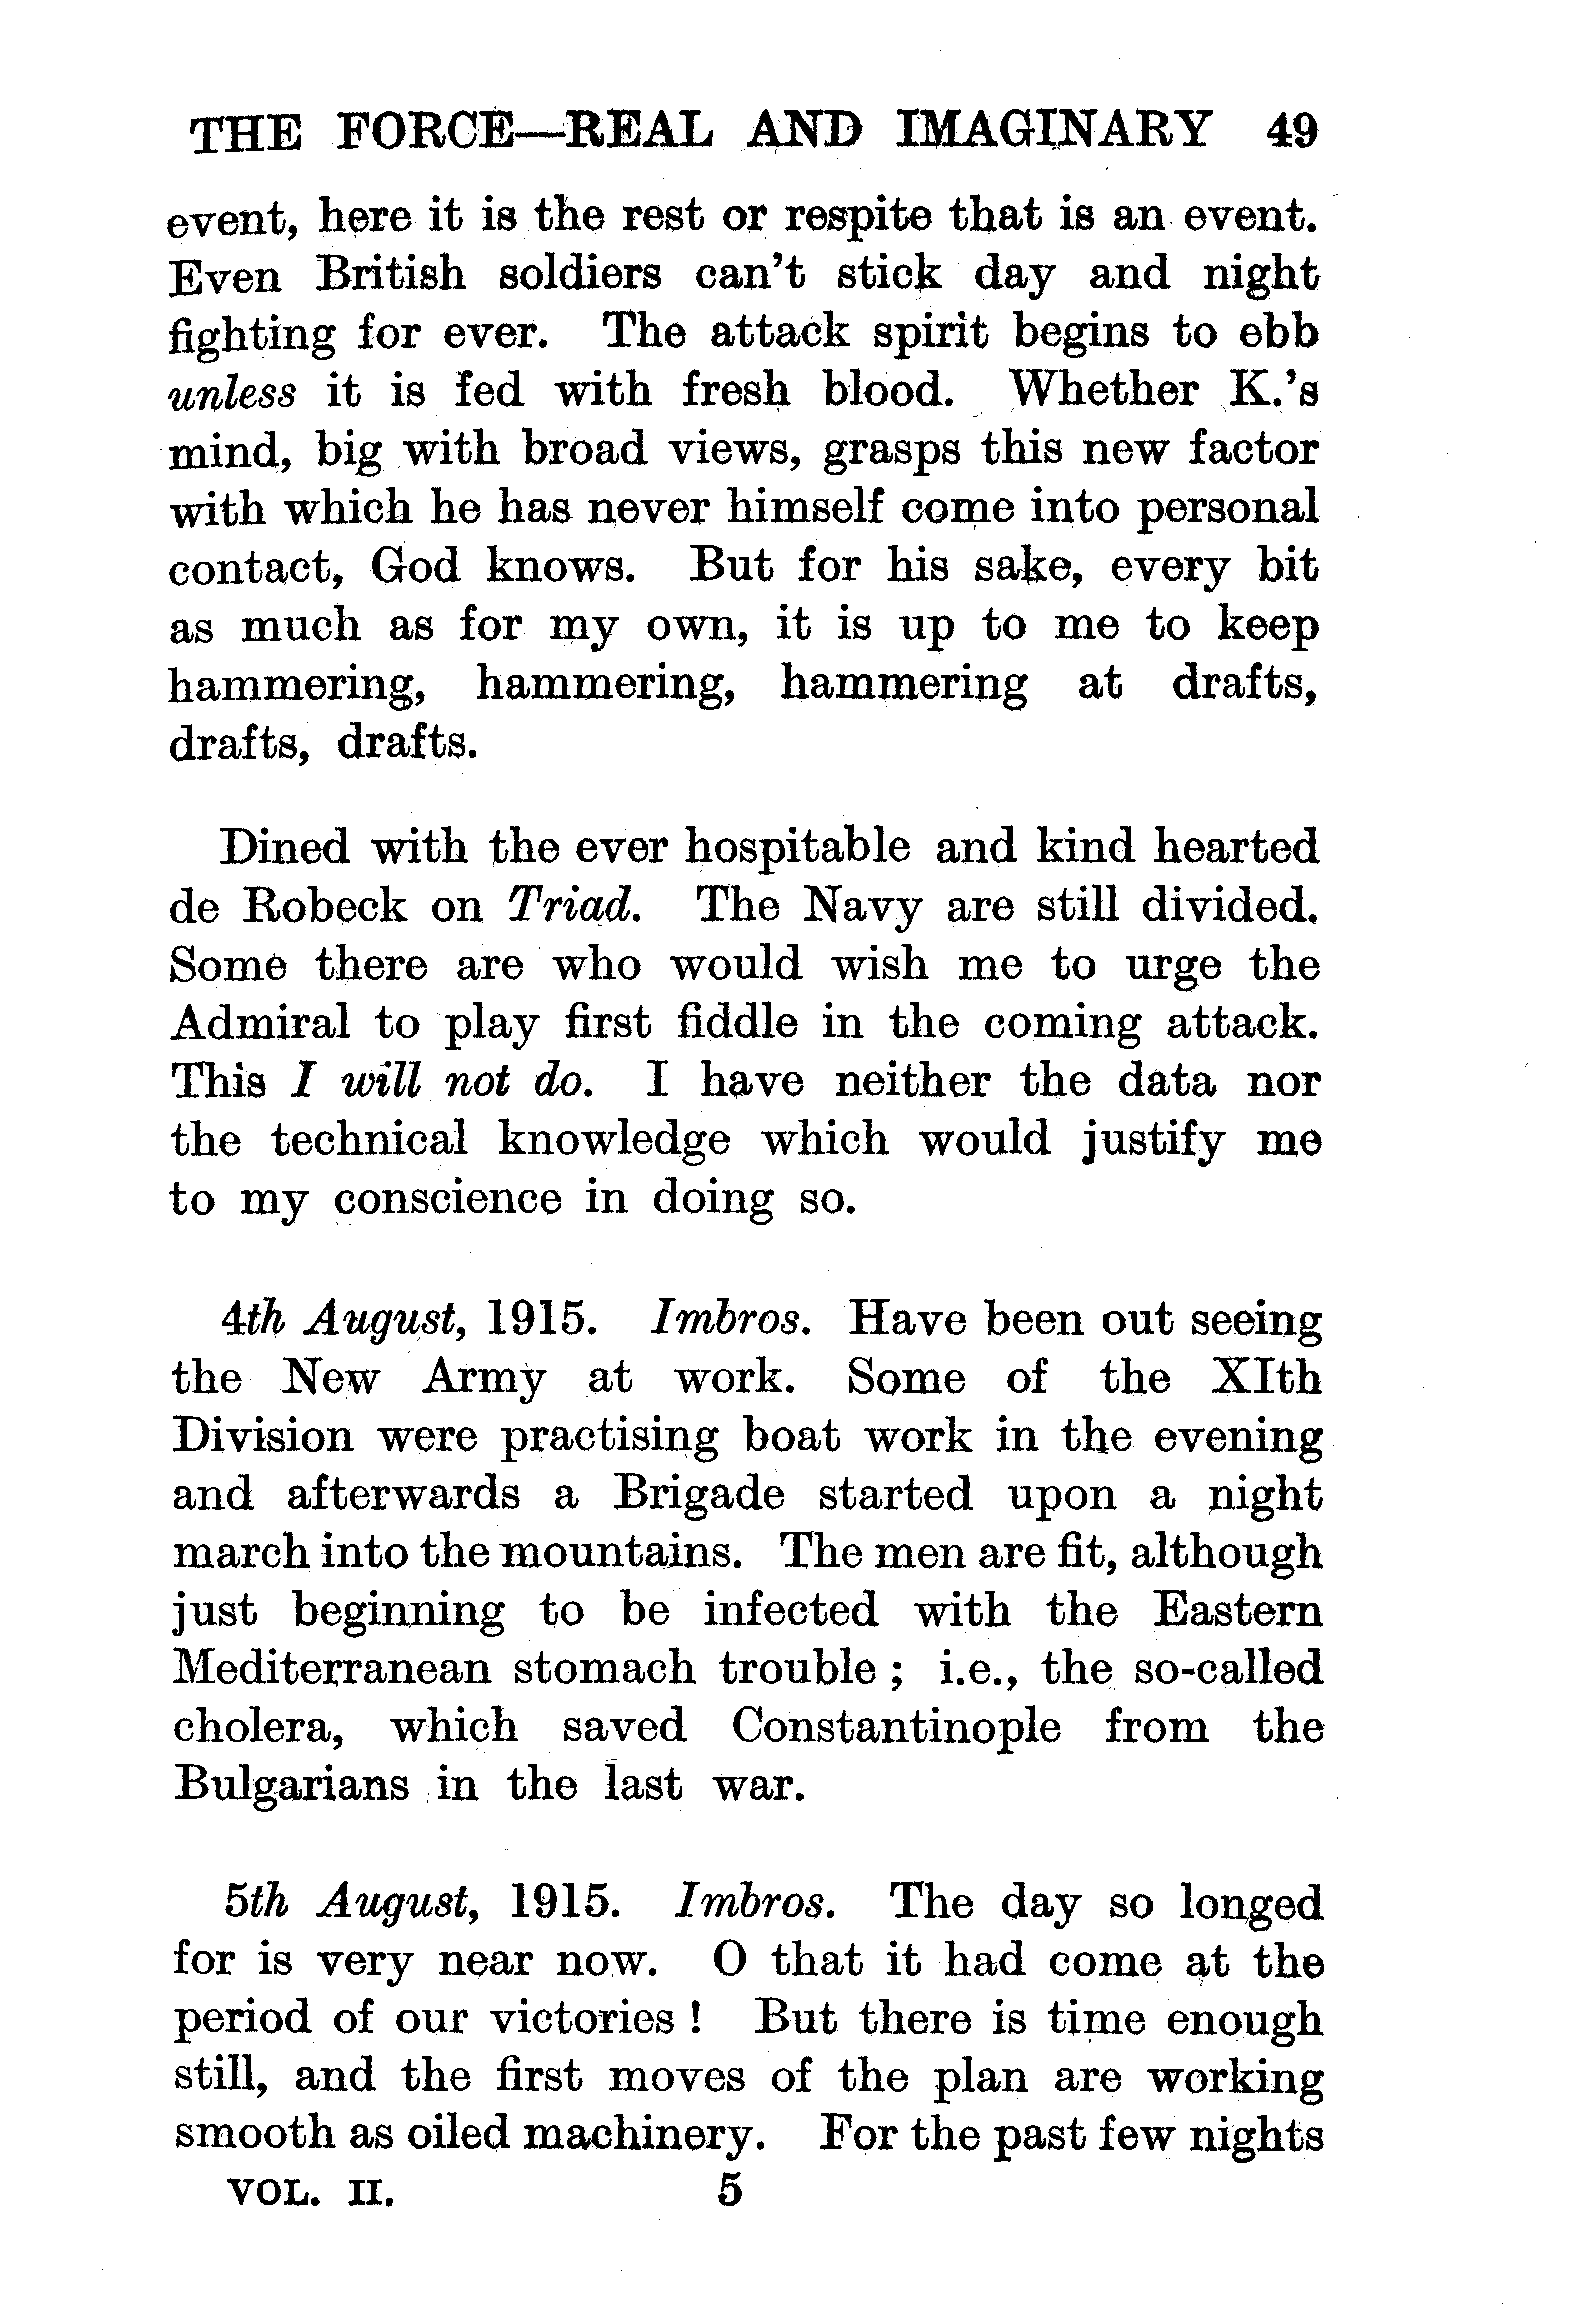 THE FORCE—REAL AND IMAGINARY 49
event, here it is the rest or respite that is an event.
Even British soldiers can't stick day and night
fighting for ever. The attack spirit begins to ebb
unless it is fed with fresh blood. Whether K.'s
mind, big with broad views, grasps this new factor
with which he has never himself come into personal
contact, God knows. But for his sake, every bit
as much as for my own, it is up to me to keep
hammering, hammering, hammering at drafts,
drafts, drafts.
Dined with the ever hospitable and kind hearted
de Robeck on Triad. The Navy are still divided.
Some there are who would wish me to urge the
Admiral to play first fiddle in the coming attack.
This I will not do. I have neither the data nor
the technical knowledge which would justify me
to my conscience in doing so.
4th August, 1915. Imbros. Have been out seeing
the New Army at work. Some of the XIth
Division were practising boat work in the evening
and afterwards a Brigade started upon a night
march into the mountains. The men are fit, although
just beginning to be infected with the Eastern
Mediterranean stomach trouble ; i.e., the so-called
cholera, which saved Constantinople from the
Bulgarians in the last war.
5th August, 1915. Imbros. The day so longed
for is very near now. O that it had come at the
period of our victories ! But there is time enough
still, and the first moves of the plan are working
smooth as oiled machinery. For the past few nights
VOL. II. 5